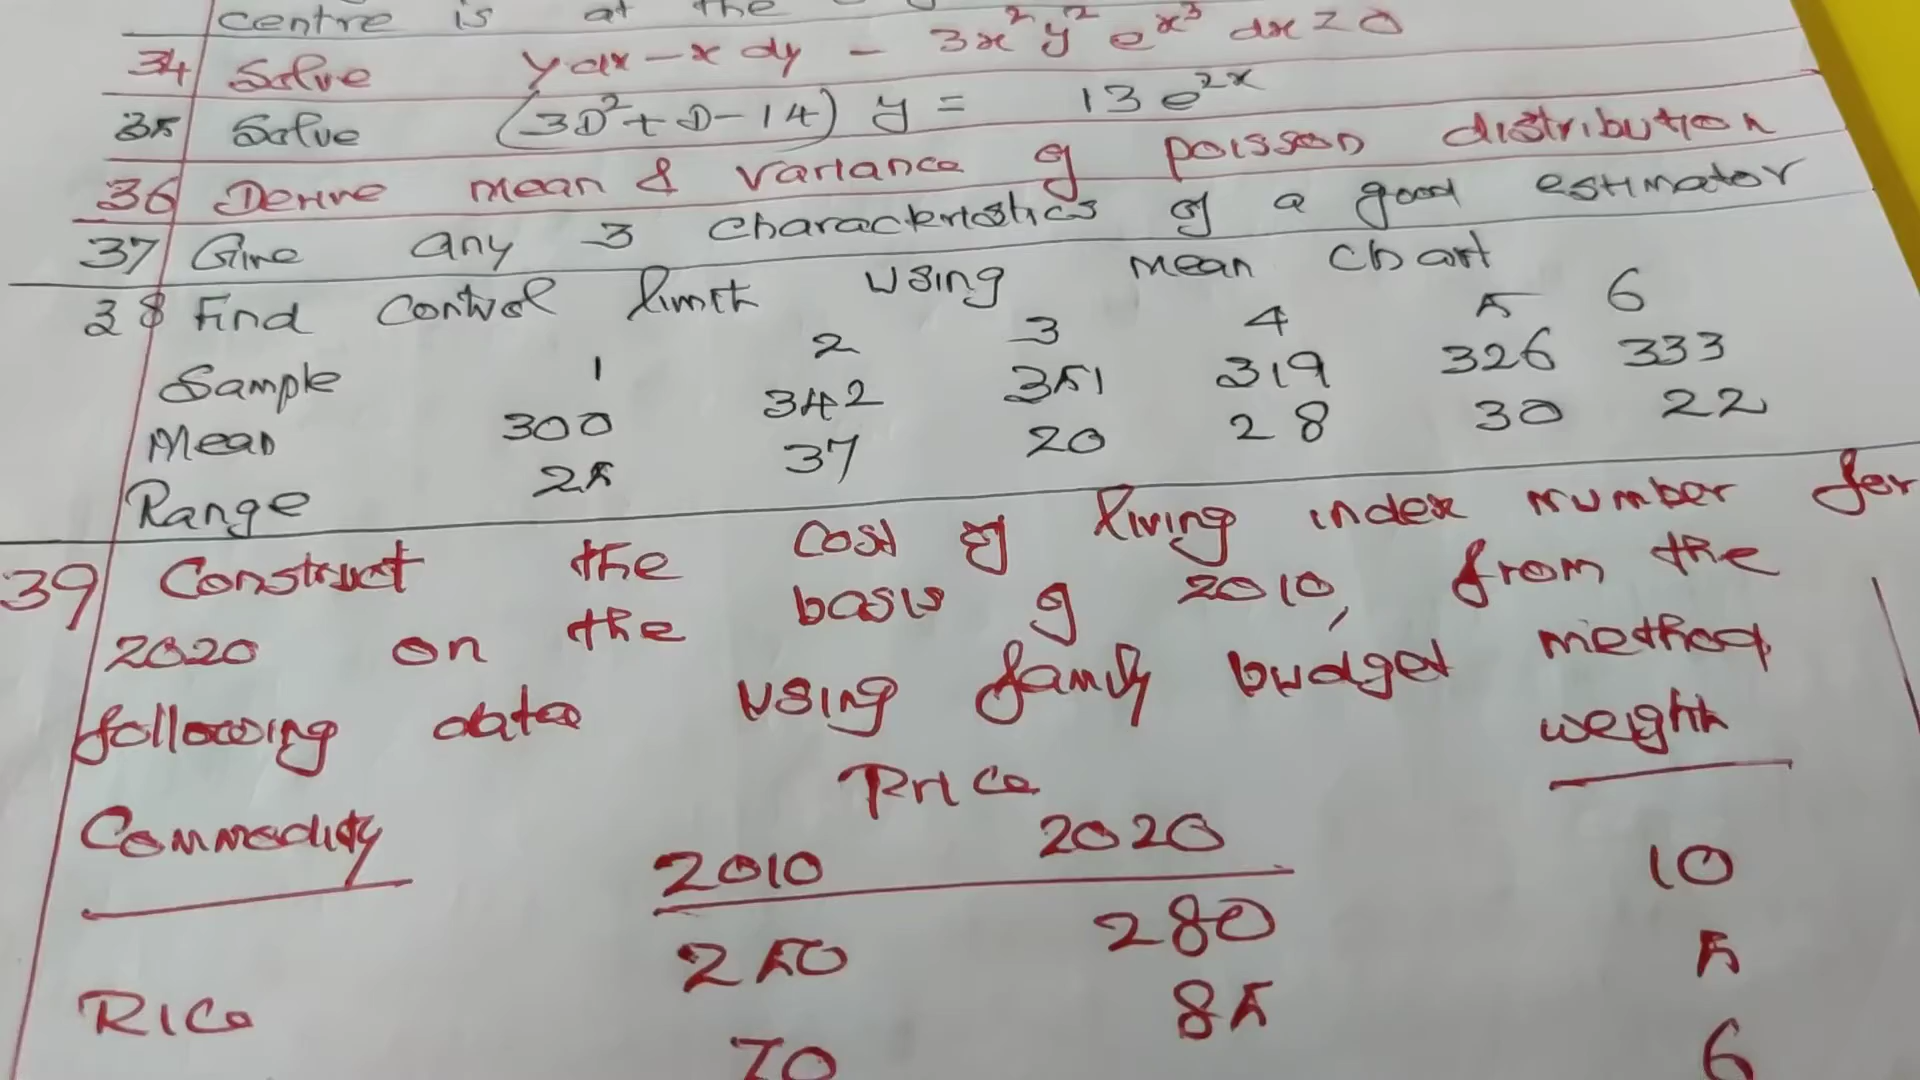 centre is at the
34 Solve ydx - x dy - 3x²y² e^x³ dx = 0
35 Solve (3D² + D - 14) y = 13 e^2x
36 Derive mean & variance of poisson distribution
37 Give any 3 characteristics of a good estimator
38 Find control limit using mean chart
Sample 1 2 3 4 5 6
Mean 300 342 351 319 326 333
Range 25 37 20 28 30 22
39 Construct the cost of living index number for
2020 on the basis of 2010, from the
following data using family budget method
Commodity Price weight
2010 2020
Rice 250 280 10
70 85 5
6